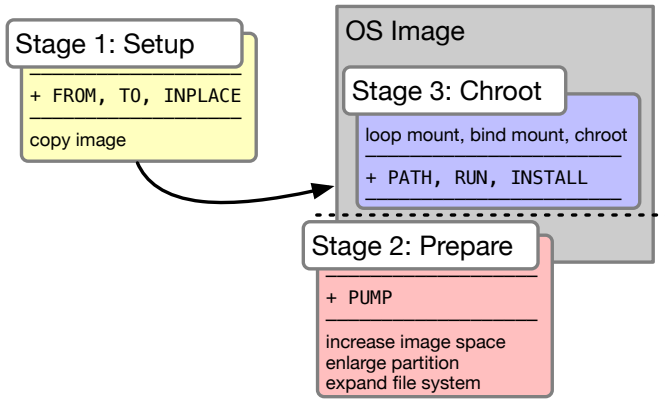 Stage 1: Setup
+ FROM, TO, INPLACE
copy image
OS Image
Stage 3: Chroot
loop mount, bind mount, chroot
+ PATH, RUN, INSTALL
Stage 2: Prepare
+ PUMP
increase image space
enlarge partition
expand file system